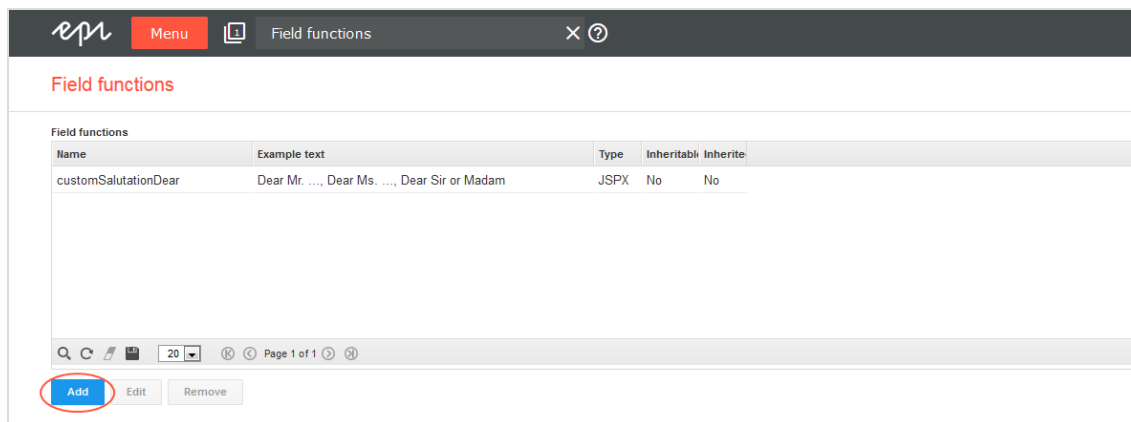 epi Menu 1 Field functions
Field functions
Field functions
Name Example text Type Inheritabl Inherite
customSalutationDear Dear Mr. ..., Dear Ms. ..., Dear Sir or Madam JSPX No No
20 Page 1 of 1
Add Edit Remove